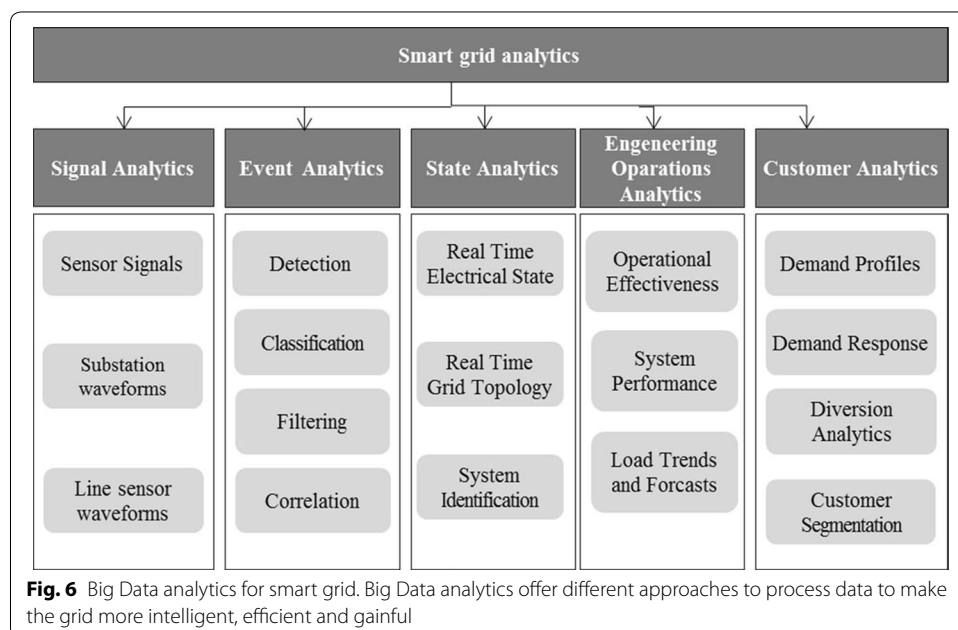 Smart grid analytics
Signal Analytics
Event Analytics
State Analytics
Engeneering
Oparations
Analytics
Customer Analytics
Sensor Signals
Substation
waveforms
Line sensor
waveforms
Detection
Classification
Filtering
Correlation
Real Time
Electrical State
Real Time
Grid Topology
System
Identification
Operational
Effectiveness
System
Performance
Load Trends
and Forcasts
Demand Profiles
Demand Response
Diversion
Analytics
Customer
Segmentation
Fig. 6 Big Data analytics for smart grid. Big Data analytics offer different approaches to process data to make
the grid more intelligent, efficient and gainful